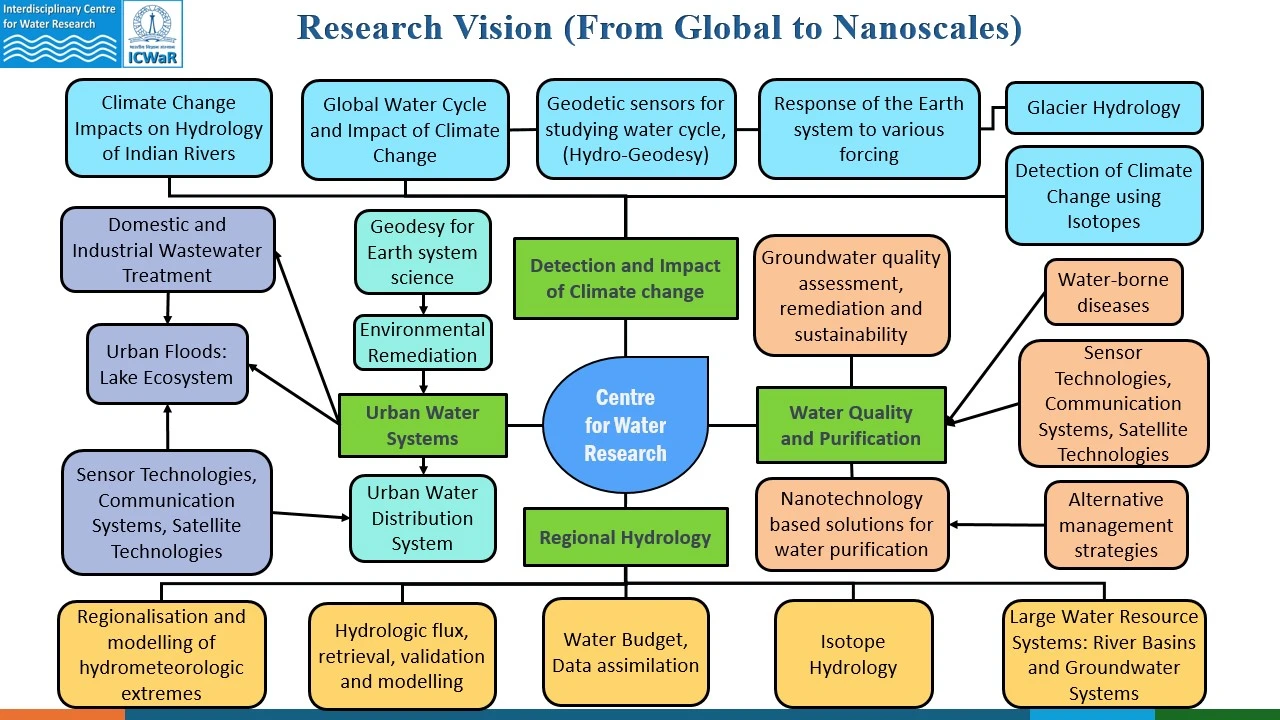 Interdisciplinary Centre
for Water Research
ICWaR
Research Vision (From Global to Nanoscales)
Climate Change
Impacts on Hydrology
of Indian Rivers
Global Water Cycle
and Impact of Climate
Change
Geodetic sensors for
studying water cycle,
(Hydro-Geodesy)
Response of the Earth
system to various
forcing
Glacier Hydrology
Detection of Climate
Change using
Isotopes
Domestic and
Industrial Wastewater
Treatment
Geodesy for
Earth system
science
Detection and Impact
of Climate change
Groundwater quality
assessment,
remediation and
sustainability
Water-borne
diseases
Urban Floods:
Lake Ecosystem
Environmental
Remediation
Sensor
Technologies,
Communication
Systems, Satellite
Technologies
Urban Water
Systems
Centre
for Water
Research
Water Quality
and Purification
Sensor Technologies,
Communication
Systems, Satellite
Technologies
Urban Water
Distribution
System
Regional Hydrology
Nanotechnology
based solutions for
water purification
Alternative
management
strategies
Regionalisation and
modelling of
hydrometeorologic
extremes
Hydrologic flux,
retrieval, validation
and modelling
Water Budget,
Data assimilation
Isotope
Hydrology
Large Water Resource
Systems: River Basins
and Groundwater
Systems